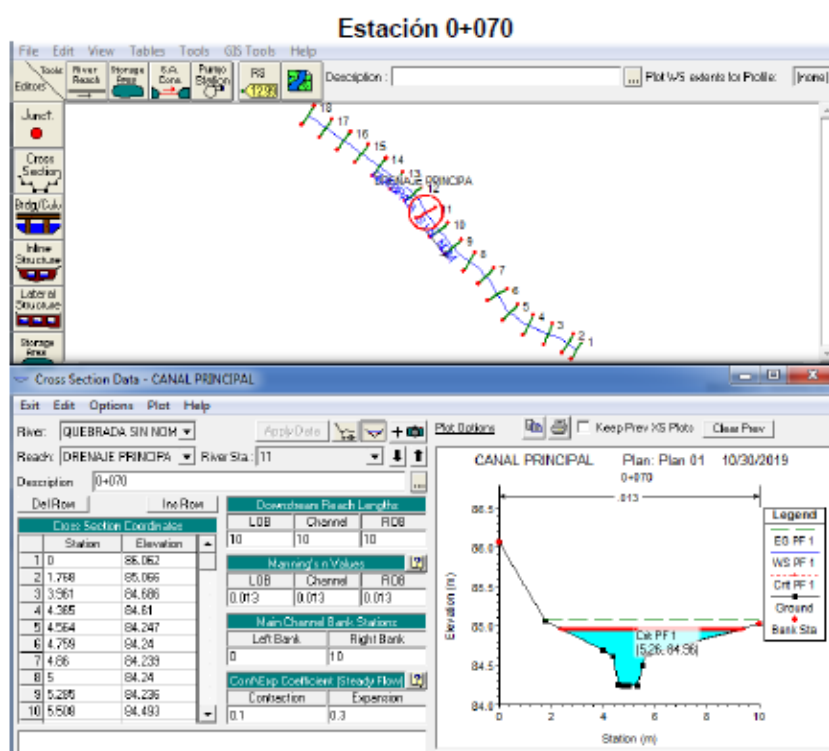 Estación 0+070
File Edit View Tables Tools GIS Tools Help
Tools
Editors
River Reach
Storage Area
S.A. Conn.
Pump Station
RS
Description :
...
Plot WS extents for Profile:
(none)
Junct.
Cross Section
Brdg/Culv
Inline Structure
Lateral Structure
Storage Area
18
17
16
15
14
13
DRENAJE PRINCIPA
12
11
10
9
8
7
6
5
4
3
2
1
Cross Section Data - CANAL PRINCIPAL
Exit Edit Options Plot Help
River: QUEBRADA SIN NOM
Apply Data
Reach: DRENAJE PRINCIPA River Sta.: 11
Description 0+070
...
Del Row Ins Row
Cross Section Coordinates
Station Elevation
1 0 86.062
2 1.768 85.066
3 3.961 84.686
4 4.365 84.61
5 4.564 84.247
6 4.759 84.24
7 4.86 84.239
8 5 84.24
9 5.285 84.236
10 5.508 84.493
Downstream Reach Lengths
LOB Channel ROB
10 10 10
Manning's n Values
LOB Channel ROB
0.013 0.013 0.013
Main Channel Bank Stations
Left Bank Right Bank
0 10
Cont\Exp Coefficient (Steady Flow)
Contraction Expansion
0.1 0.3
Plot Options
Keep Prev XS Plots
Clear Prev
CANAL PRINCIPAL Plan: Plan 01 10/30/2019
0+070
.013
86.5
86.0
85.5
85.0
84.5
84.0
Elevation (m)
0 2 4 6 8 10
Station (m)
Crit PF 1
(5.26, 84.96)
Legend
EG PF 1
WS PF 1
Crit PF 1
Ground
Bank Sta